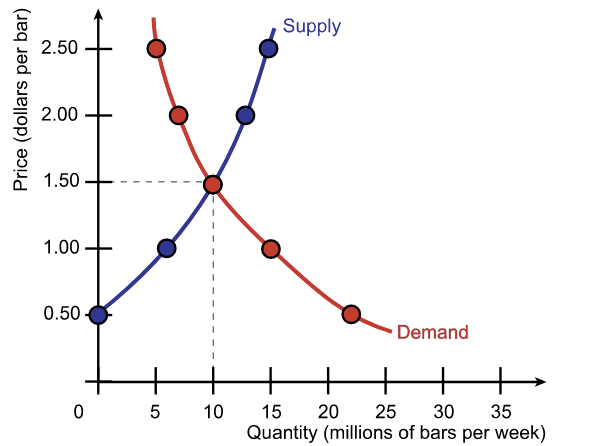 Price (dollars per bar)
Supply
2.50
2.00
1.50
1.00
0.50
Demand
0 5 10 15 20 25 30 35
Quantity (millions of bars per week)